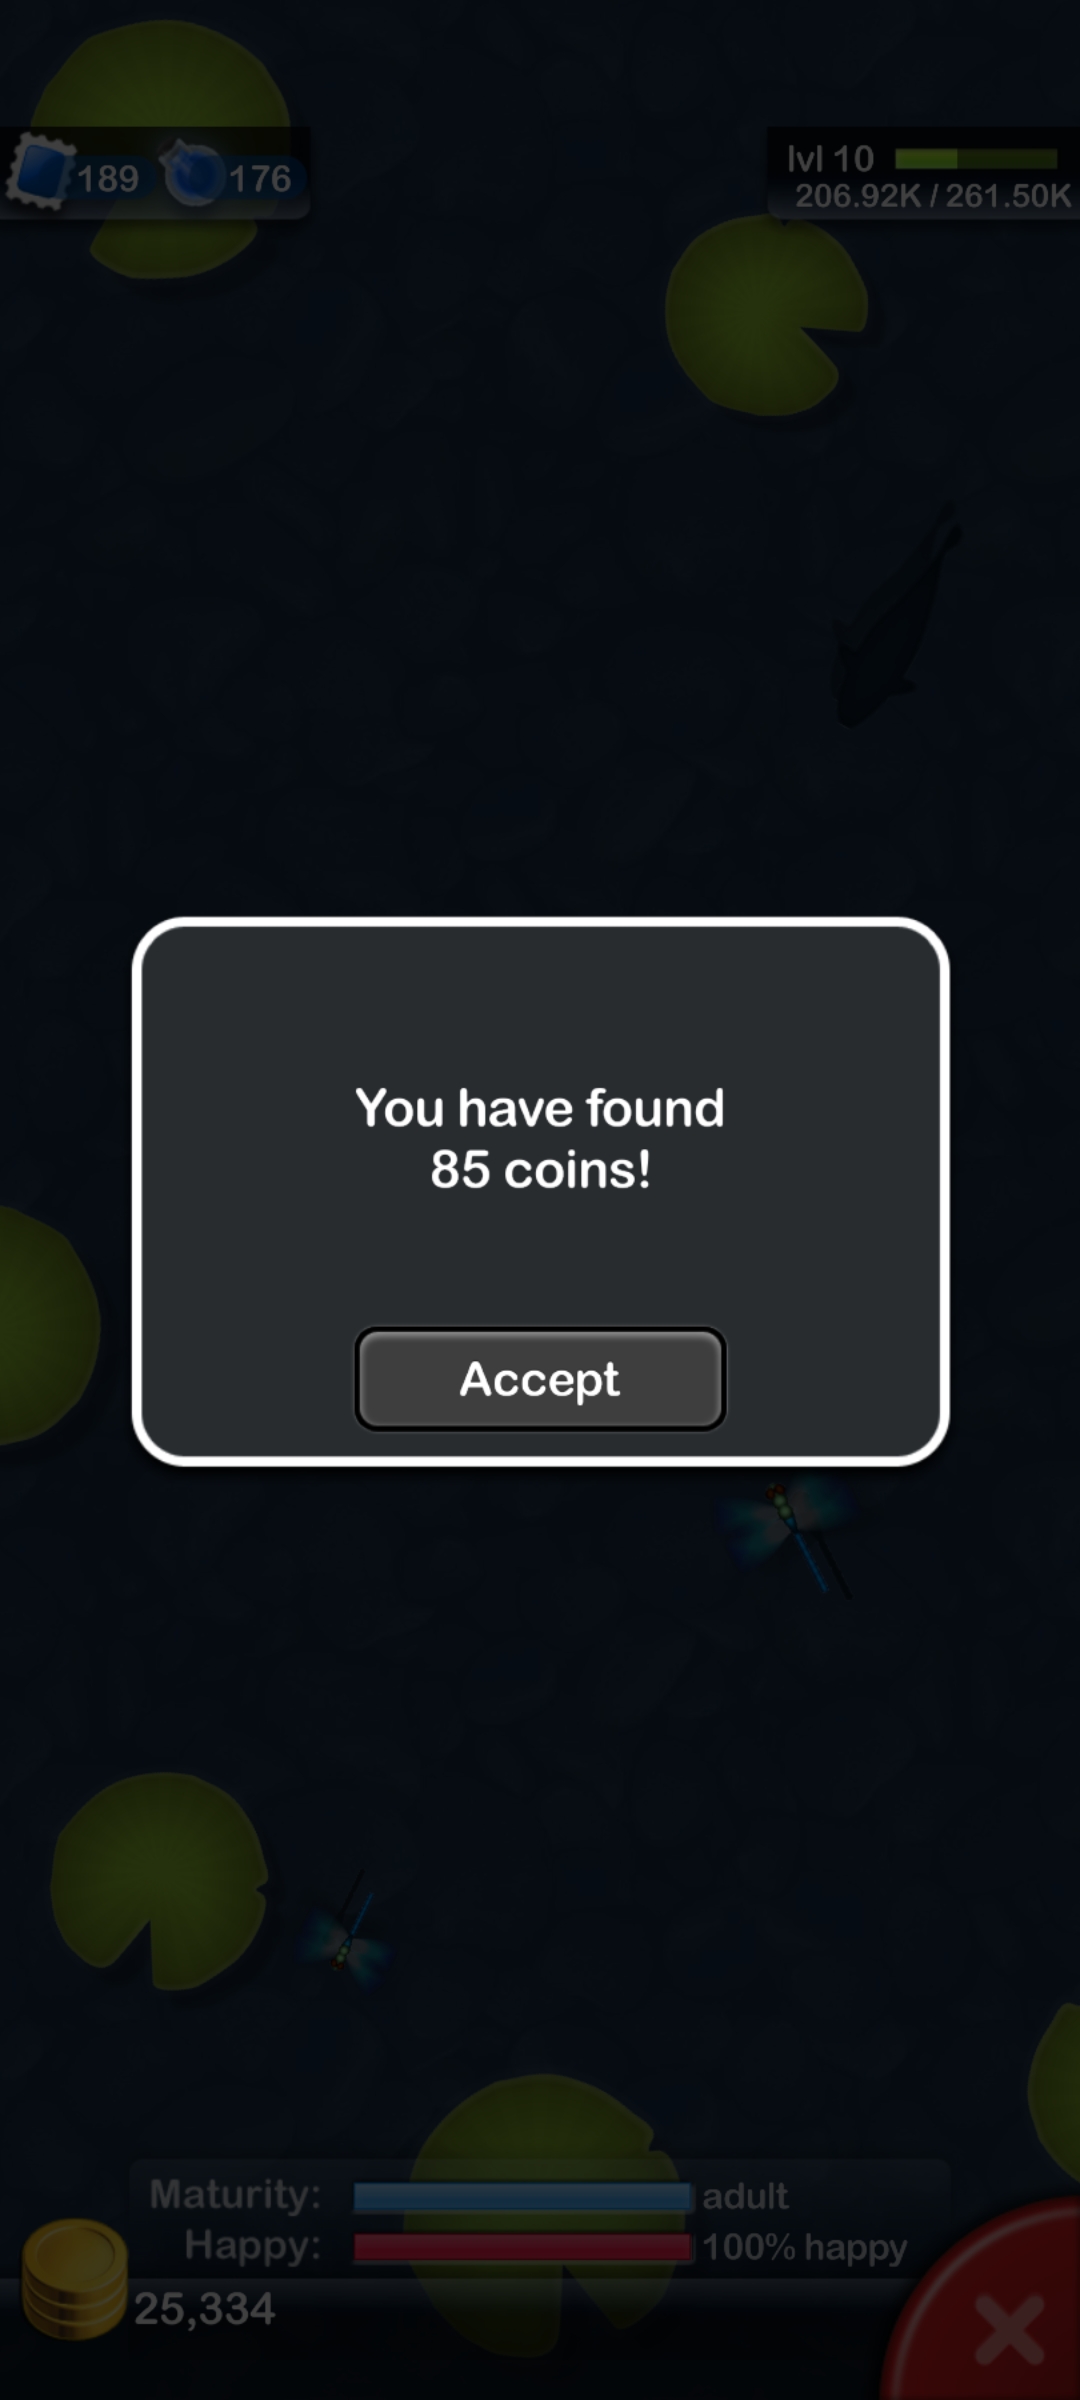 189 176
lvl 10
206.92K / 261.50K
You have found
85 coins!
Accept
Maturity: adult
Happy: 100% happy
25,334